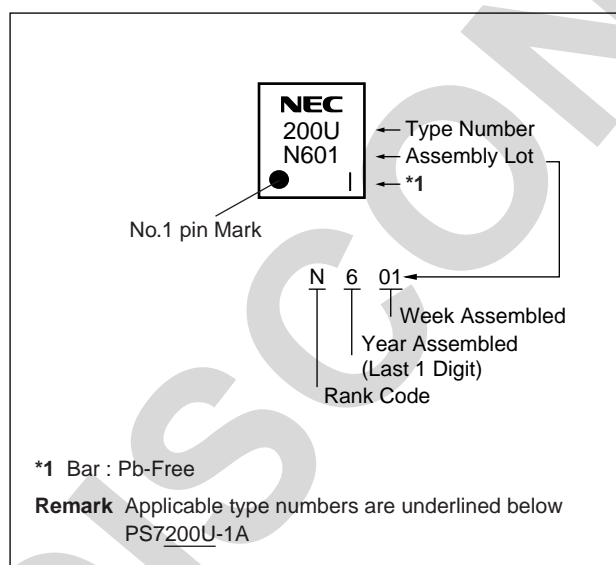 NEC
200U
N601
Type Number
Assembly Lot
*1
No.1 pin Mark
N 6 01
Week Assembled
Year Assembled
(Last 1 Digit)
Rank Code
*1 Bar : Pb-Free
Remark Applicable type numbers are underlined below
PS7200U-1A
DISCON